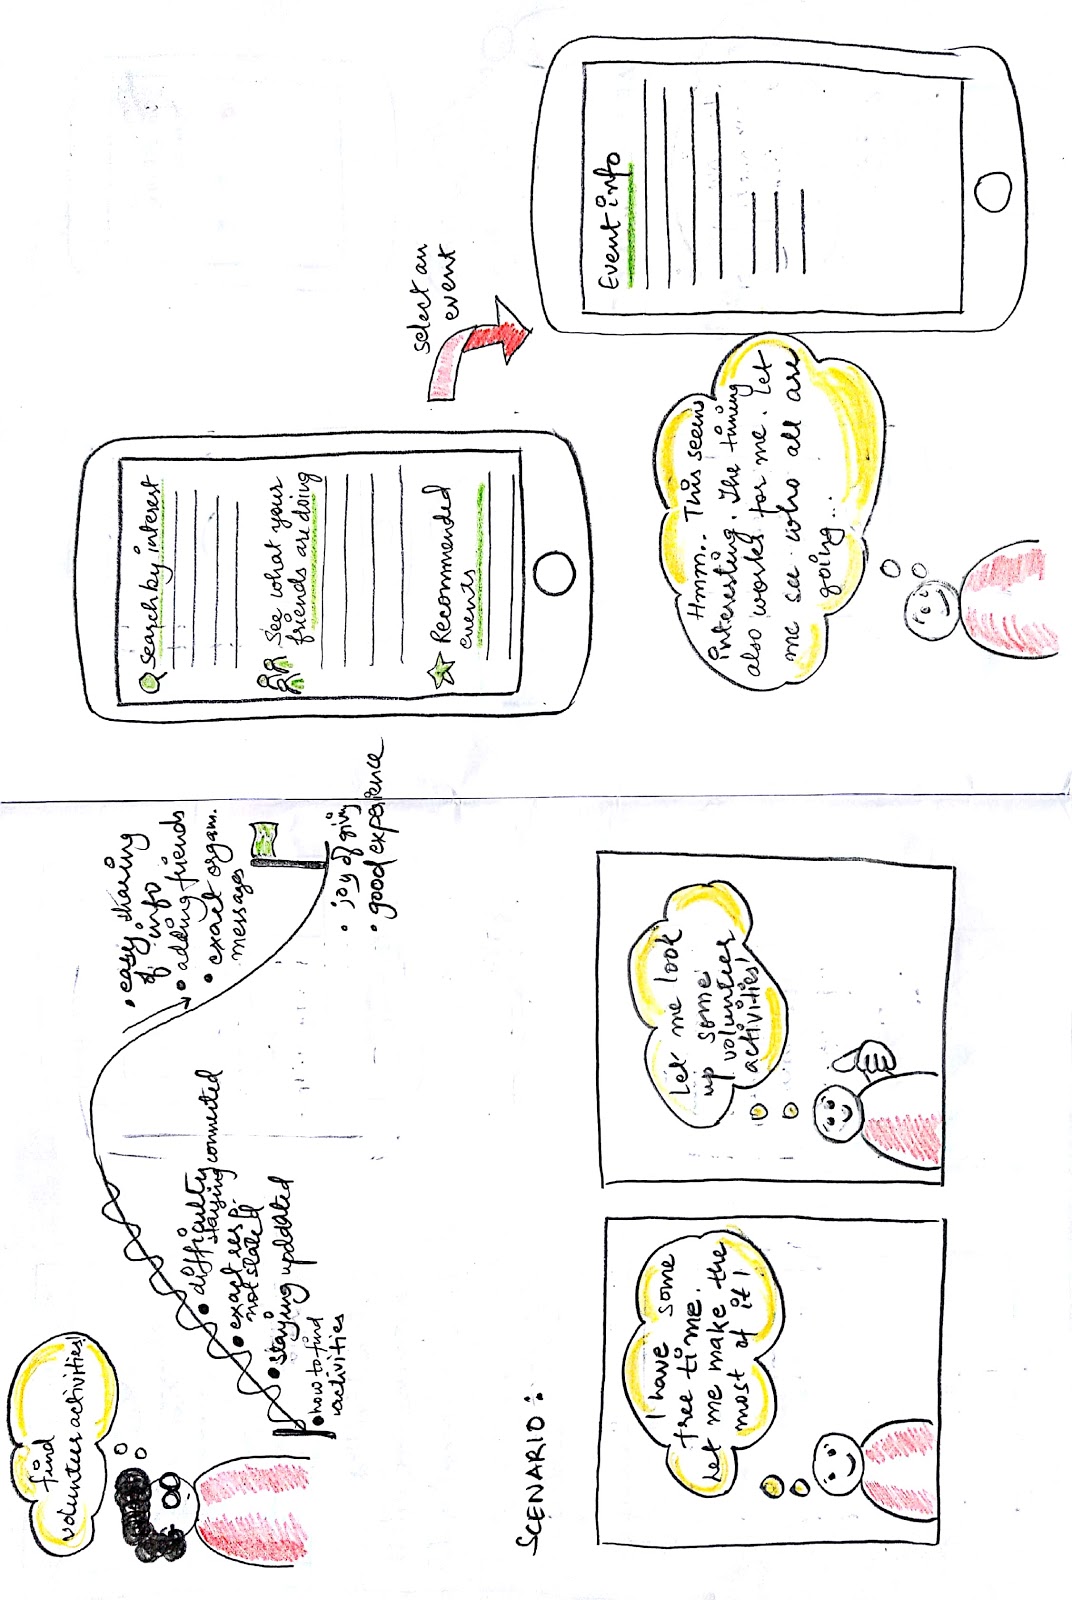 find
volunteer activities!
• how to find
activities
• staying updated
• exact resp.
not stated
• difficulty
staying connected
• easy sharing
of info
• adding friends
• exact organ.
messages
• joy of giving
• good experience
SCENARIO:
I have some
free time.
Let me make the
most of it!
Let me look
up some
volunteer
activities!
Search by interest
See what your
friends are doing
Recommended
events
select an
event
Hmm.. This seems
interesting. The timing
also works for me. Let
me see who all are
going...
Event info